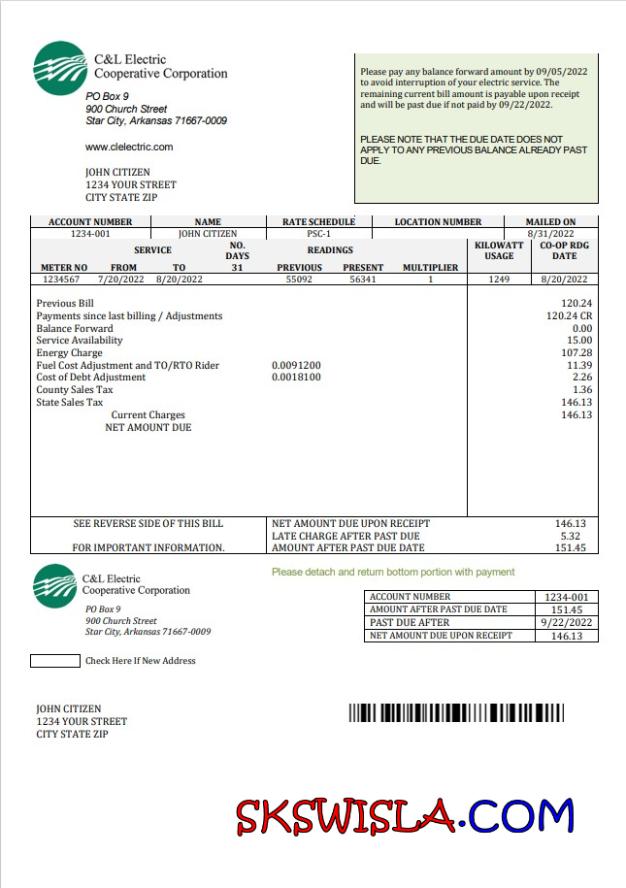 C&L Electric
Cooperative Corporation
PO Box 9
900 Church Street
Star City, Arkansas 71667-0009
www.clelectric.com
JOHN CITIZEN
1234 YOUR STREET
CITY STATE ZIP
Please pay any balance forward amount by 09/05/2022
to avoid interruption of your electric service. The
remaining current bill amount is payable upon receipt
and will be past due if not paid by 09/22/2022.
PLEASE NOTE THAT THE DUE DATE DOES NOT
APPLY TO ANY PREVIOUS BALANCE ALREADY PAST
DUE.
ACCOUNT NUMBER NAME RATE SCHEDULE LOCATION NUMBER MAILED ON
1234-001 JOHN CITIZEN PSC-1 8/31/2022
SERVICE NO. DAYS READINGS KILOWATT USAGE CO-OP RDG DATE
METER NO FROM TO 31 PREVIOUS PRESENT MULTIPLIER
1234567 7/20/2022 8/20/2022 55092 56341 1 1249 8/20/2022
Previous Bill 120.24
Payments since last billing / Adjustments 120.24 CR
Balance Forward 0.00
Service Availability 15.00
Energy Charge 107.28
Fuel Cost Adjustment and TO/RTO Rider 0.0091200 11.39
Cost of Debt Adjustment 0.0018100 2.26
County Sales Tax 1.36
State Sales Tax 146.13
Current Charges 146.13
NET AMOUNT DUE
SEE REVERSE SIDE OF THIS BILL NET AMOUNT DUE UPON RECEIPT 146.13
LATE CHARGE AFTER PAST DUE 5.32
FOR IMPORTANT INFORMATION. AMOUNT AFTER PAST DUE DATE 151.45
Please detach and return bottom portion with payment
C&L Electric
Cooperative Corporation
PO Box 9
900 Church Street
Star City, Arkansas 71667-0009
ACCOUNT NUMBER 1234-001
AMOUNT AFTER PAST DUE DATE 151.45
PAST DUE AFTER 9/22/2022
NET AMOUNT DUE UPON RECEIPT 146.13
Check Here If New Address
JOHN CITIZEN
1234 YOUR STREET
CITY STATE ZIP
SKSWISLA.COM